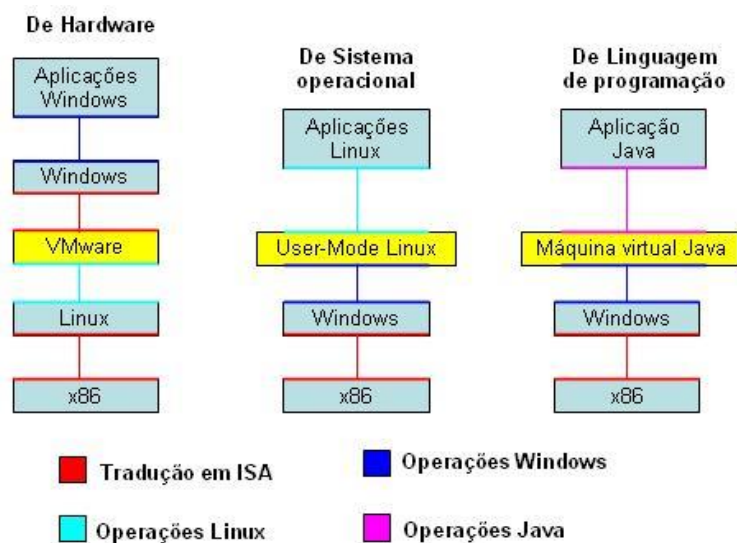 De Hardware
Aplicações
Windows
Windows
VMware
Linux
x86
De Sistema
operacional
Aplicações
Linux
User-Mode Linux
Windows
x86
De Linguagem
de programação
Aplicação
Java
Máquina virtual Java
Windows
x86
Tradução em ISA
Operações Windows
Operações Linux
Operações Java